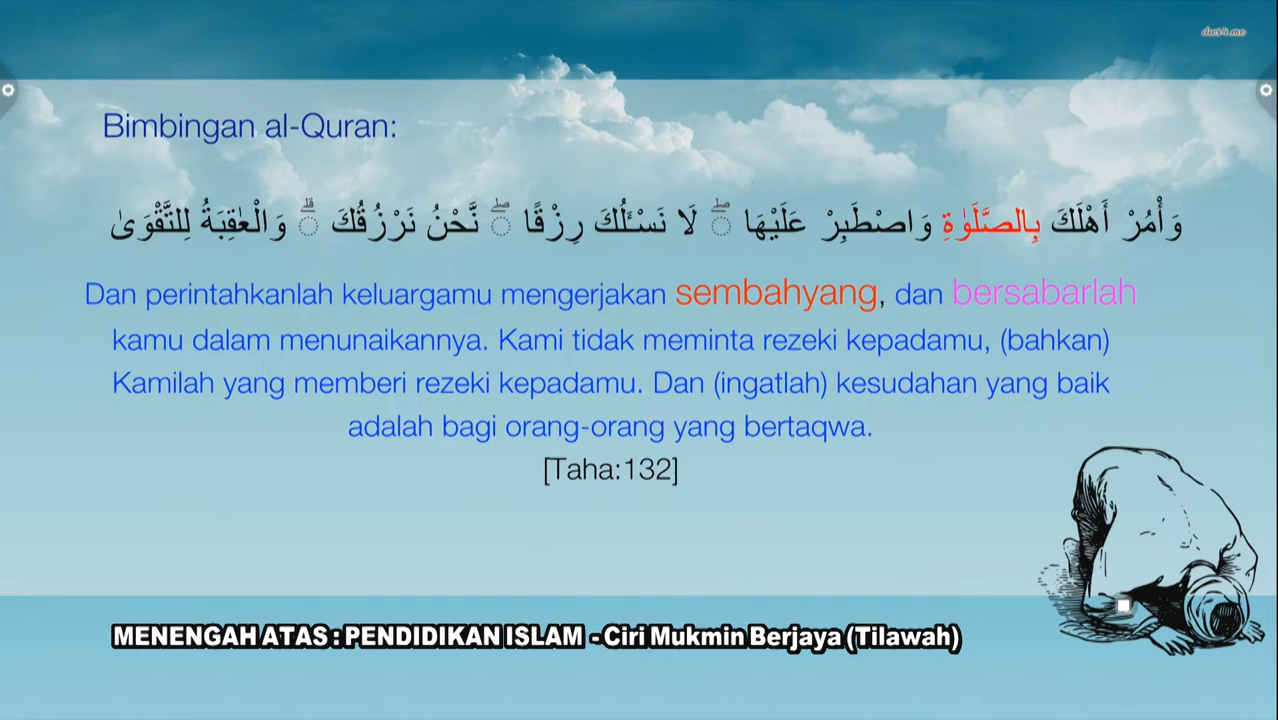 dws4.me
Bimbingan al-Quran:
وَأْمُرْ أَهْلَكَ بِالصَّلَوٰةِ وَاصْطَبِرْ عَلَيْهَا ۖ لَا نَسْـَٔلُكَ رِزْقًا ۖ نَّحْنُ نَرْزُقُكَ ۗ وَالْعَٰقِبَةُ لِلتَّقْوَىٰ
Dan perintahkanlah keluargamu mengerjakan sembahyang, dan bersabarlah
kamu dalam menunaikannya. Kami tidak meminta rezeki kepadamu, (bahkan)
Kamilah yang memberi rezeki kepadamu. Dan (ingatlah) kesudahan yang baik
adalah bagi orang-orang yang bertaqwa.
[Taha:132]
MENENGAH ATAS : PENDIDIKAN ISLAM - Ciri Mukmin Berjaya (Tilawah)